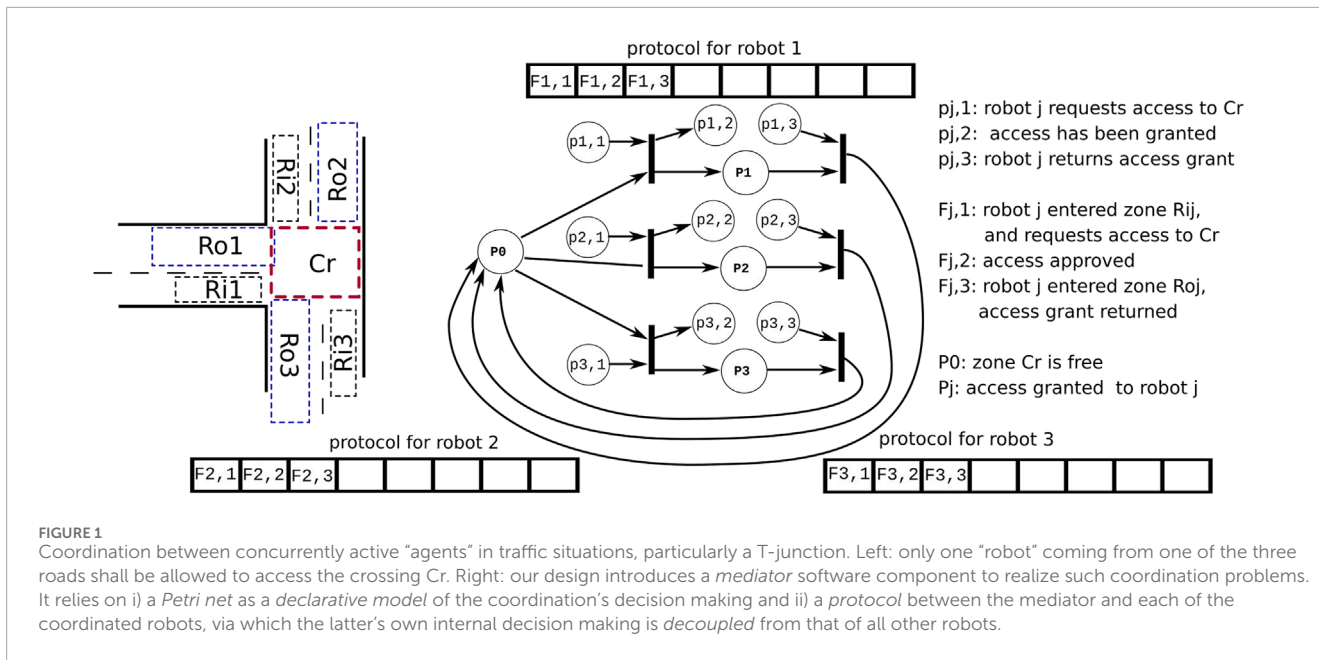 protocol for robot 1
F1,1 F1,2 F1,3
pj,1: robot j requests access to Cr
pj,2: access has been granted
pj,3: robot j returns access grant
Fj,1: robot j entered zone Rij,
and requests access to Cr
Fj,2: access approved
Fj,3: robot j entered zone Roj,
access grant returned
P0: zone Cr is free
Pj: access granted to robot j
Ri2
Ro2
Ro1
Cr
Ri1
Ro3
Ri3
p1,1
p1,2
p1,3
P1
P0
p2,1
p2,2
p2,3
P2
p3,1
p3,2
p3,3
P3
protocol for robot 2
F2,1 F2,2 F2,3
protocol for robot 3
F3,1 F3,2 F3,3
FIGURE 1
Coordination between concurrently active "agents" in traffic situations, particularly a T-junction. Left: only one "robot" coming from one of the three
roads shall be allowed to access the crossing Cr. Right: our design introduces a mediator software component to realize such coordination problems.
It relies on i) a Petri net as a declarative model of the coordination's decision making and ii) a protocol between the mediator and each of the
coordinated robots, via which the latter's own internal decision making is decoupled from that of all other robots.